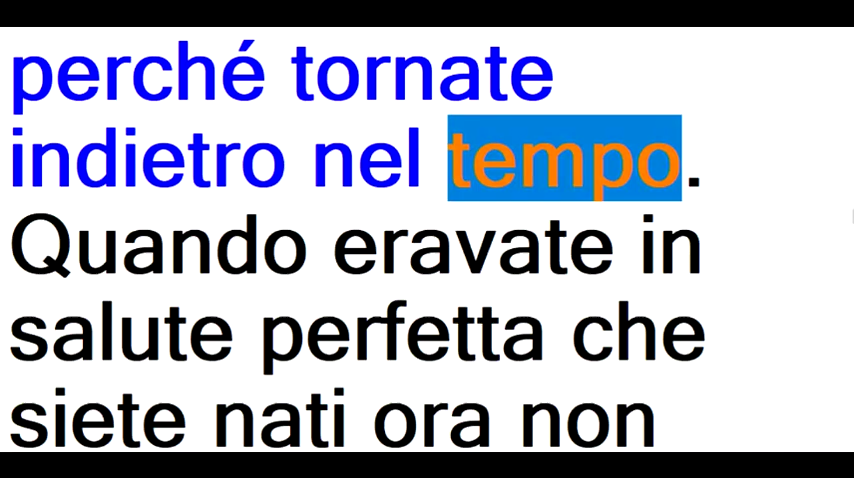 perché tornate
indietro nel tempo.
Quando eravate in
salute perfetta che
siete nati ora non